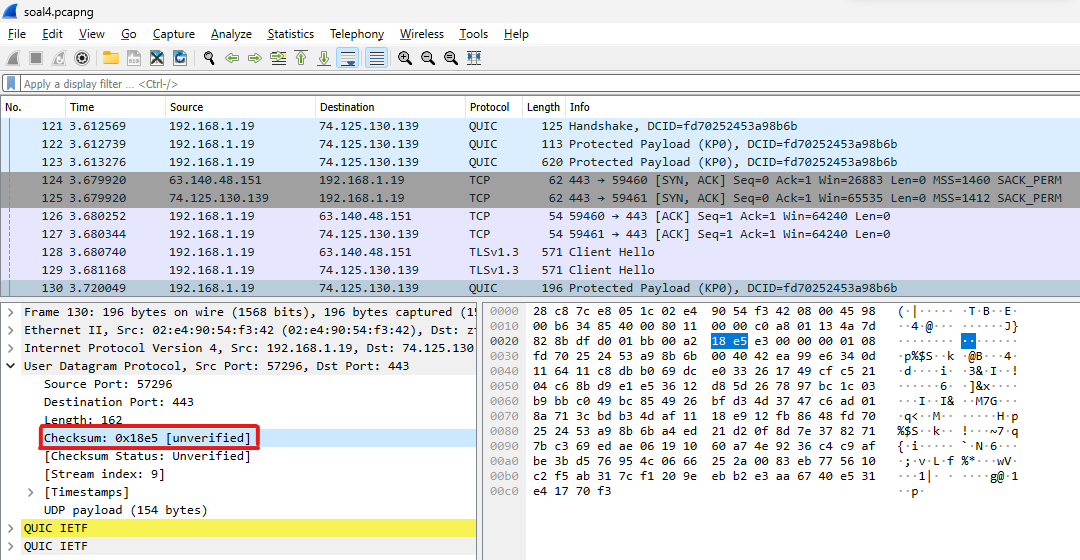 soal4.pcapng
File Edit View Go Capture Analyze Statistics Telephony Wireless Tools Help
Apply a display filter ... <Ctrl-/>
No. Time Source Destination Protocol Length Info
121 3.612569 192.168.1.19 74.125.130.139 QUIC 125 Handshake, DCID=fd70252453a98b6b
122 3.612739 192.168.1.19 74.125.130.139 QUIC 113 Protected Payload (KP0), DCID=fd70252453a98b6b
123 3.613276 192.168.1.19 74.125.130.139 QUIC 620 Protected Payload (KP0), DCID=fd70252453a98b6b
124 3.679920 63.140.48.151 192.168.1.19 TCP 62 443 → 59460 [SYN, ACK] Seq=0 Ack=1 Win=26883 Len=0 MSS=1460 SACK_PERM
125 3.679920 74.125.130.139 192.168.1.19 TCP 62 443 → 59461 [SYN, ACK] Seq=0 Ack=1 Win=65535 Len=0 MSS=1412 SACK_PERM
126 3.680252 192.168.1.19 63.140.48.151 TCP 54 59460 → 443 [ACK] Seq=1 Ack=1 Win=64240 Len=0
127 3.680344 192.168.1.19 74.125.130.139 TCP 54 59461 → 443 [ACK] Seq=1 Ack=1 Win=64240 Len=0
128 3.680740 192.168.1.19 63.140.48.151 TLSv1.3 571 Client Hello
129 3.681168 192.168.1.19 74.125.130.139 TLSv1.3 571 Client Hello
130 3.720049 192.168.1.19 74.125.130.139 QUIC 196 Protected Payload (KP0), DCID=fd70252453a98b6b
Frame 130: 196 bytes on wire (1568 bits), 196 bytes captured (15
Ethernet II, Src: 02:e4:90:54:f3:42 (02:e4:90:54:f3:42), Dst: z
Internet Protocol Version 4, Src: 192.168.1.19, Dst: 74.125.130
User Datagram Protocol, Src Port: 57296, Dst Port: 443
Source Port: 57296
Destination Port: 443
Length: 162
Checksum: 0x18e5 [unverified]
[Checksum Status: Unverified]
[Stream index: 9]
[Timestamps]
UDP payload (154 bytes)
QUIC IETF
QUIC IETF
0000 28 c8 7c e8 05 1c 02 e4 90 54 f3 42 08 00 45 98 (·|·····  ·T·B··E·
0010 00 b6 34 85 40 00 80 11 00 00 c0 a8 01 13 4a 7d ··4·@··· ······J}
0020 82 8b df d0 01 bb 00 a2 18 e5 e3 00 00 00 01 08 ········ ········
0030 fd 70 25 24 53 a9 8b 6b 00 40 42 ea 99 e6 34 0d ·p%$S··k ·@B···4·
0040 11 64 11 c8 db b0 69 dc e0 33 26 17 49 cf c5 21 ·d····i· ·3&·I··!
0050 04 c6 8b d9 e1 e5 36 12 d8 5d 26 78 97 bc 1c 03 ······6· ·]&x····
0060 b9 bb c0 49 bc 85 49 26 bf d3 4d 37 47 c6 ad 01 ···I··I& ··M7G···
0070 8a 71 3c bd b3 4d af 11 18 e9 12 fb 86 48 fd 70 ·q<··M·· ·····H·p
0080 25 24 53 a9 8b 6b a4 ed 21 d2 0f 8d 7e 37 82 71 %$S··k·· !···~7·q
0090 7b c3 69 ed ae 06 19 10 60 a7 4e 92 36 c4 c9 af {·i····· `·N·6···
00a0 be 3b d5 76 95 4c 06 66 25 2a 00 83 eb 77 56 10 ·;·v·L·f %*···wV·
00b0 c2 f5 ab 31 7c f1 20 9e eb b2 e3 aa 67 40 e5 31 ···1|· · ····g@·1
00c0 e4 17 70 f3 ··p·